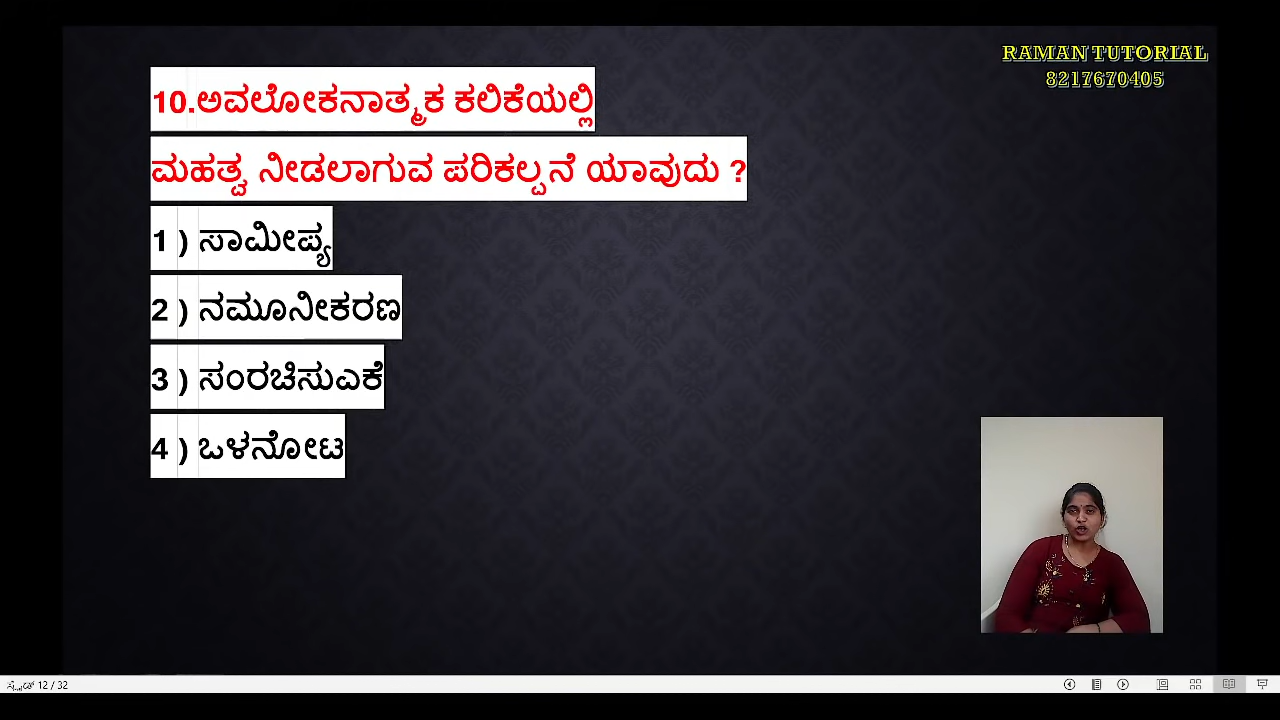 RAMAN TUTORIAL
8217670405
10.ಅವಲೋಕನಾತ್ಮಕ ಕಲಿಕೆಯಲ್ಲಿ
ಮಹತ್ವ ನೀಡಲಾಗುವ ಪರಿಕಲ್ಪನೆ ಯಾವುದು ?
1 ) ಸಾಮೀಪ್ಯ
2 ) ನಮೂನೀಕರಣ
3 ) ಸಂರಚಿಸುವಿಕೆ
4 ) ಒಳನೋಟ
ಸ್ಲೈಡ್ 12 / 32